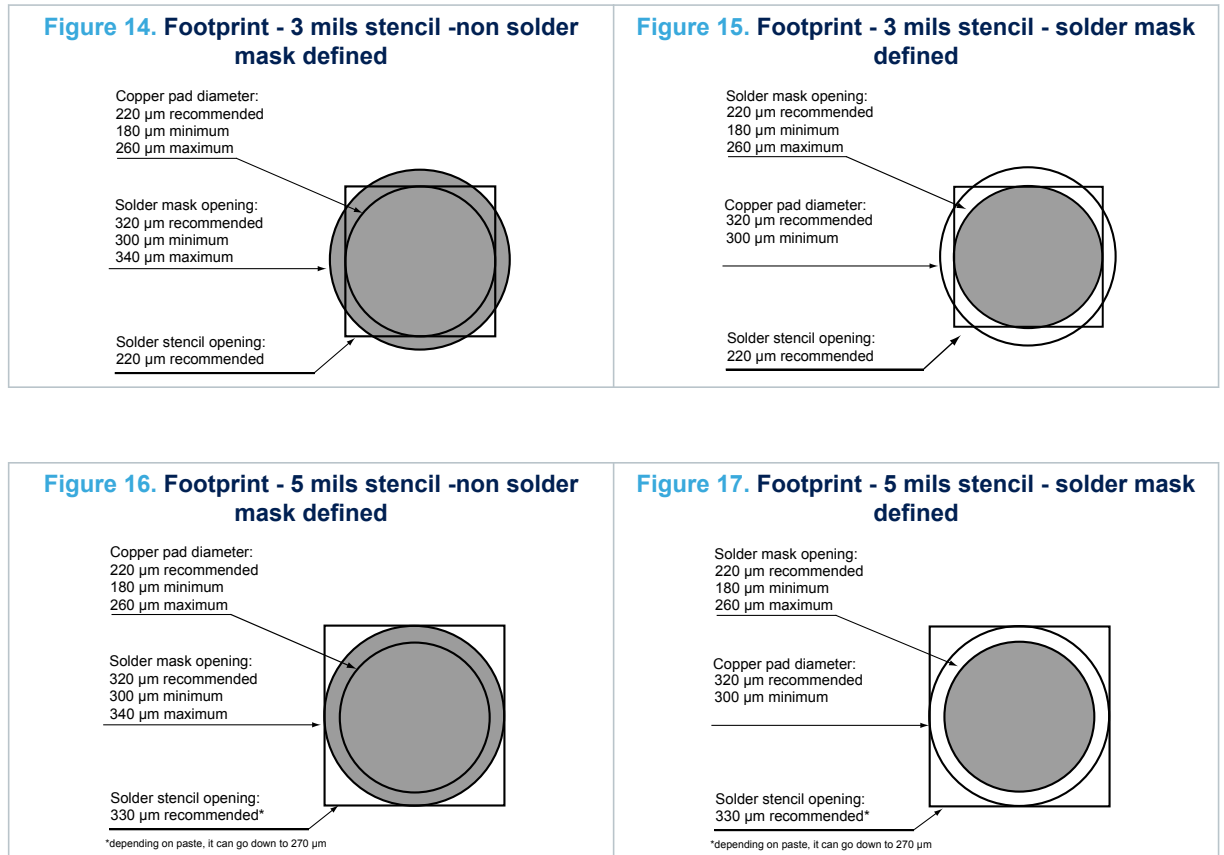 Figure 14. Footprint - 3 mils stencil -non solder
mask defined
Copper pad diameter:
220 µm recommended
180 µm minimum
260 µm maximum
Solder mask opening:
320 µm recommended
300 µm minimum
340 µm maximum
Solder stencil opening:
220 µm recommended
Figure 15. Footprint - 3 mils stencil - solder mask
defined
Solder mask opening:
220 µm recommended
180 µm minimum
260 µm maximum
Copper pad diameter:
320 µm recommended
300 µm minimum
Solder stencil opening:
220 µm recommended
Figure 16. Footprint - 5 mils stencil -non solder
mask defined
Copper pad diameter:
220 µm recommended
180 µm minimum
260 µm maximum
Solder mask opening:
320 µm recommended
300 µm minimum
340 µm maximum
Solder stencil opening:
330 µm recommended*
*depending on paste, it can go down to 270 µm
Figure 17. Footprint - 5 mils stencil - solder mask
defined
Solder mask opening:
220 µm recommended
180 µm minimum
260 µm maximum
Copper pad diameter:
320 µm recommended
300 µm minimum
Solder stencil opening:
330 µm recommended*
*depending on paste, it can go down to 270 µm